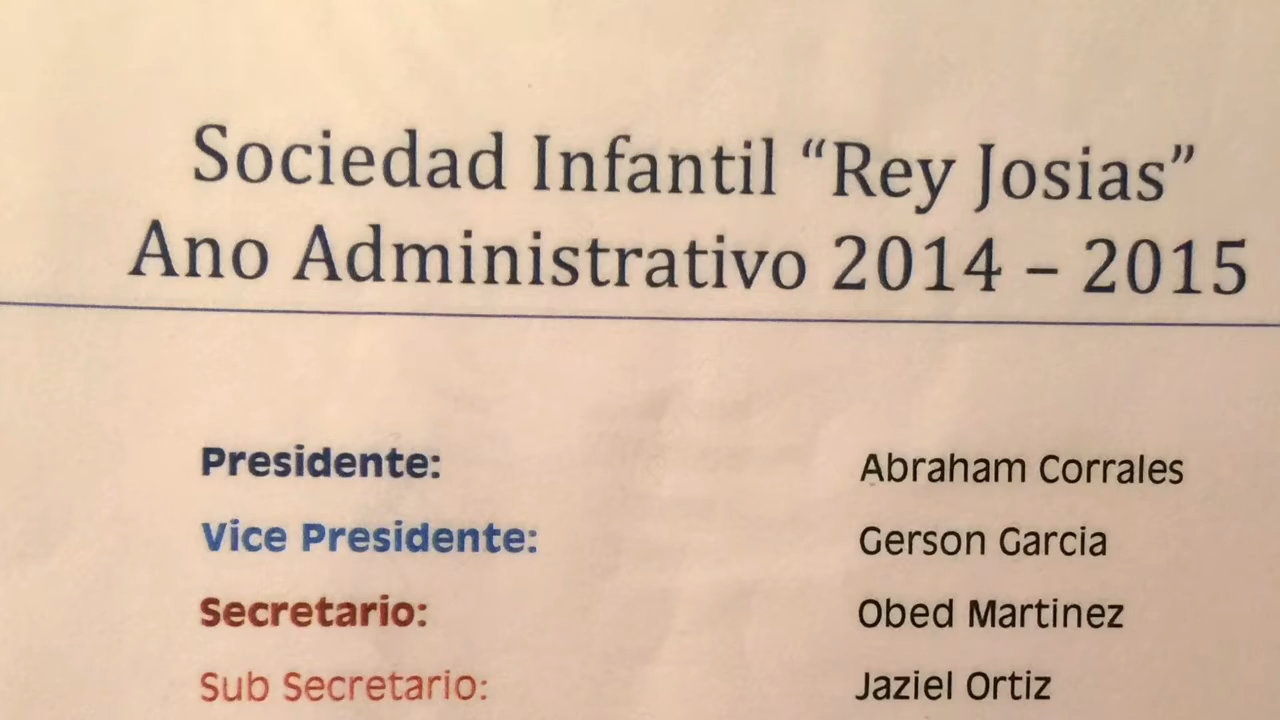 Sociedad Infantil “Rey Josias”
Ano Administrativo 2014 – 2015
Presidente: Abraham Corrales
Vice Presidente: Gerson Garcia
Secretario: Obed Martinez
Sub Secretario: Jaziel Ortiz